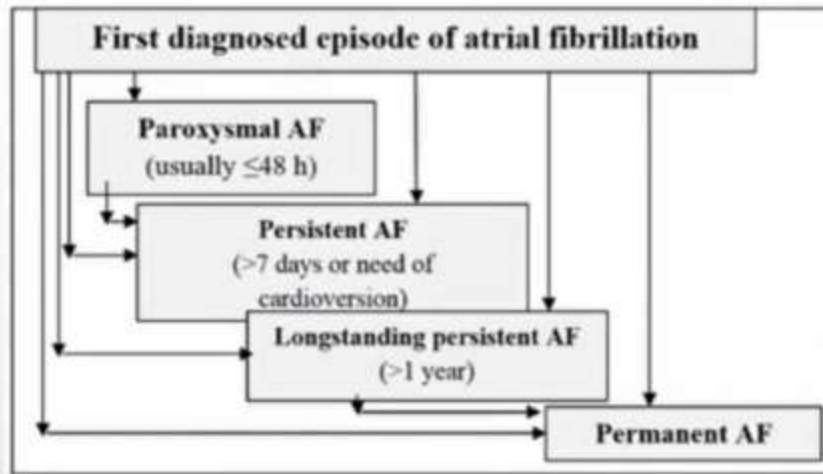 First diagnosed episode of atrial fibrillation
Paroxysmal AF
(usually ≤48 h)
Persistent AF
(>7 days or need of
cardioversion)
Longstanding persistent AF
(>1 year)
Permanent AF